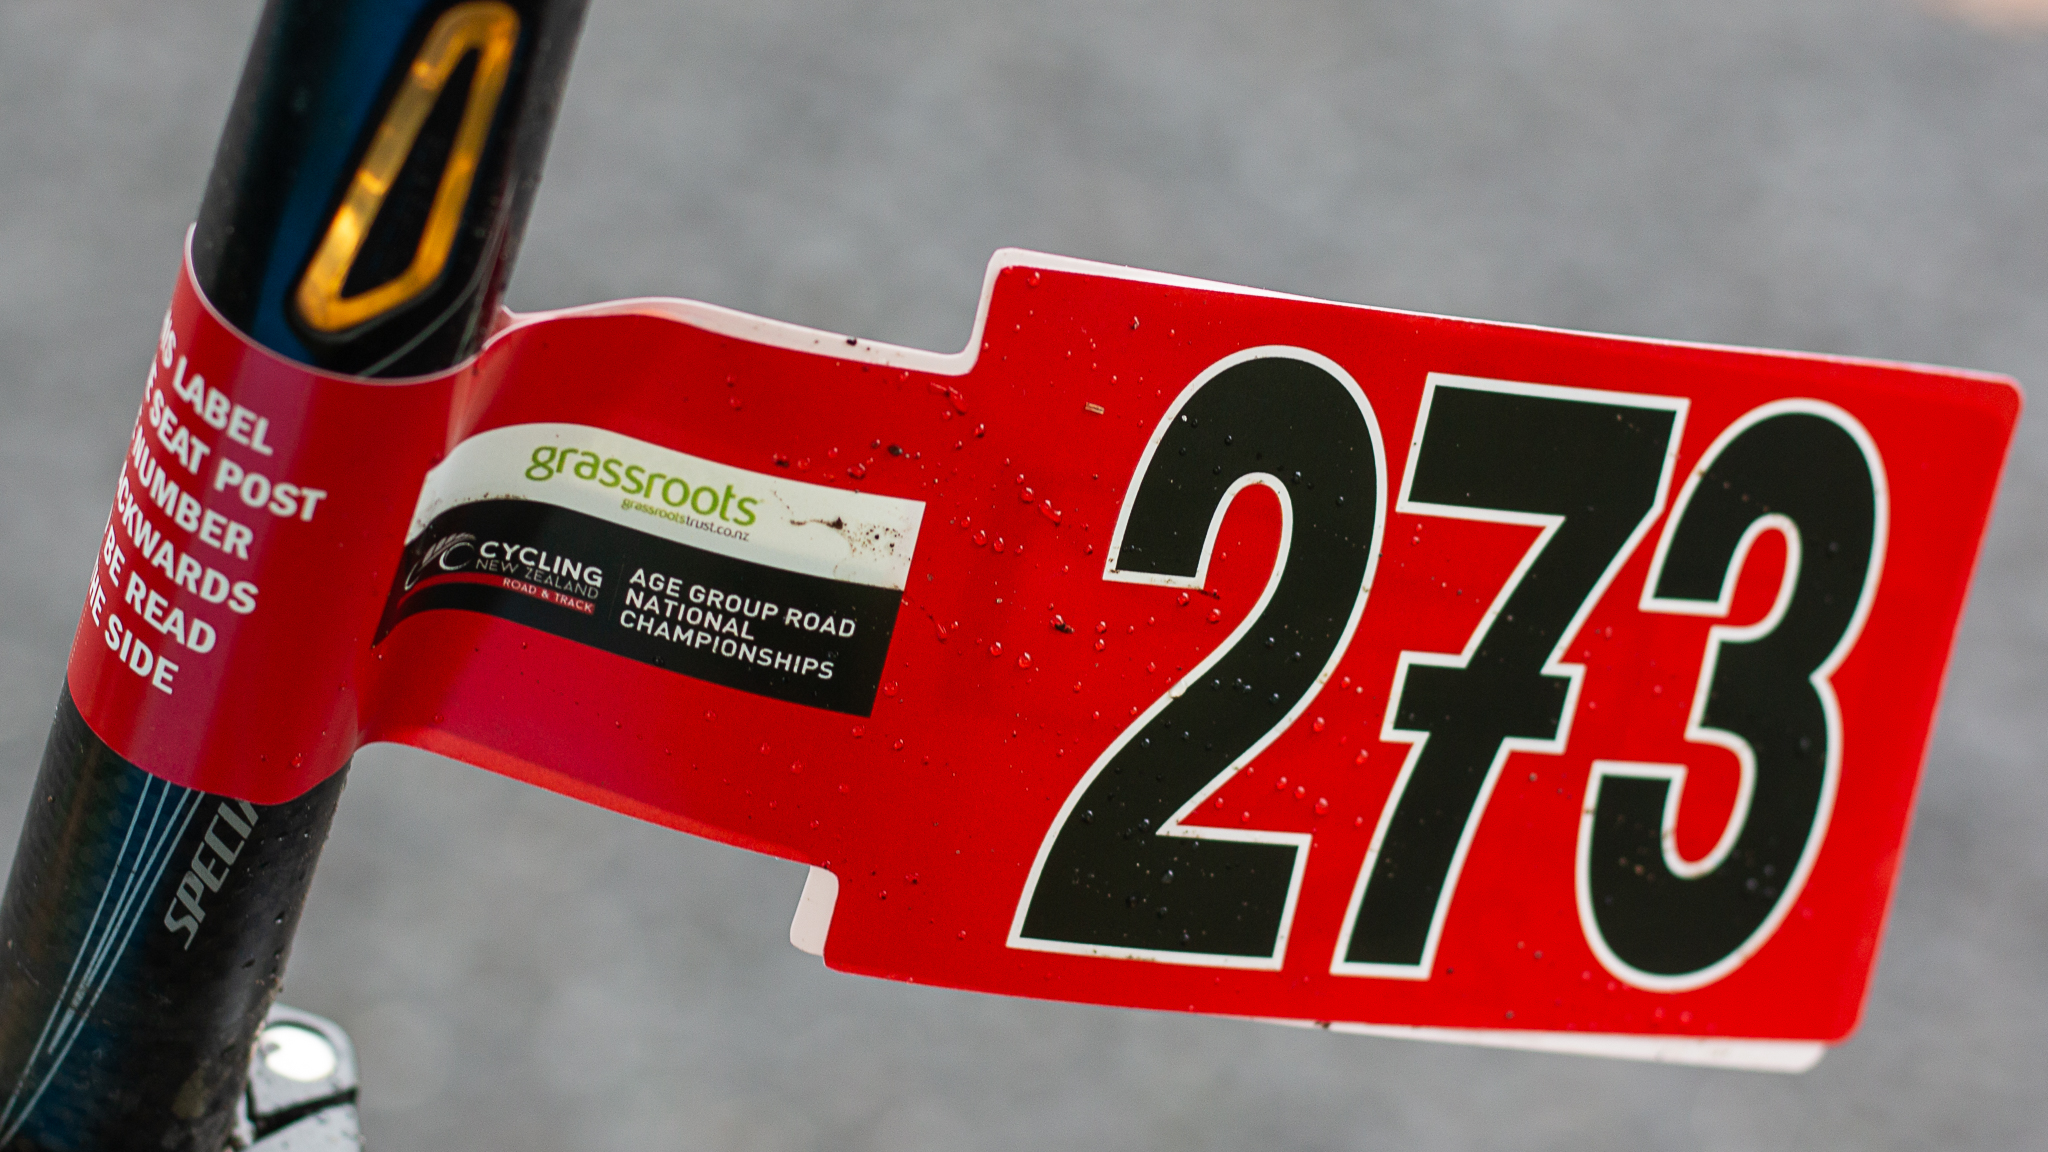 LABEL
SEAT POST
NUMBER
BE READ
SIDE
SPECIA
grassroots
grassrootstrust.co.nz
CYCLING
NEW ZEALAND
ROAD & TRACK
AGE GROUP ROAD
NATIONAL
CHAMPIONSHIPS
273